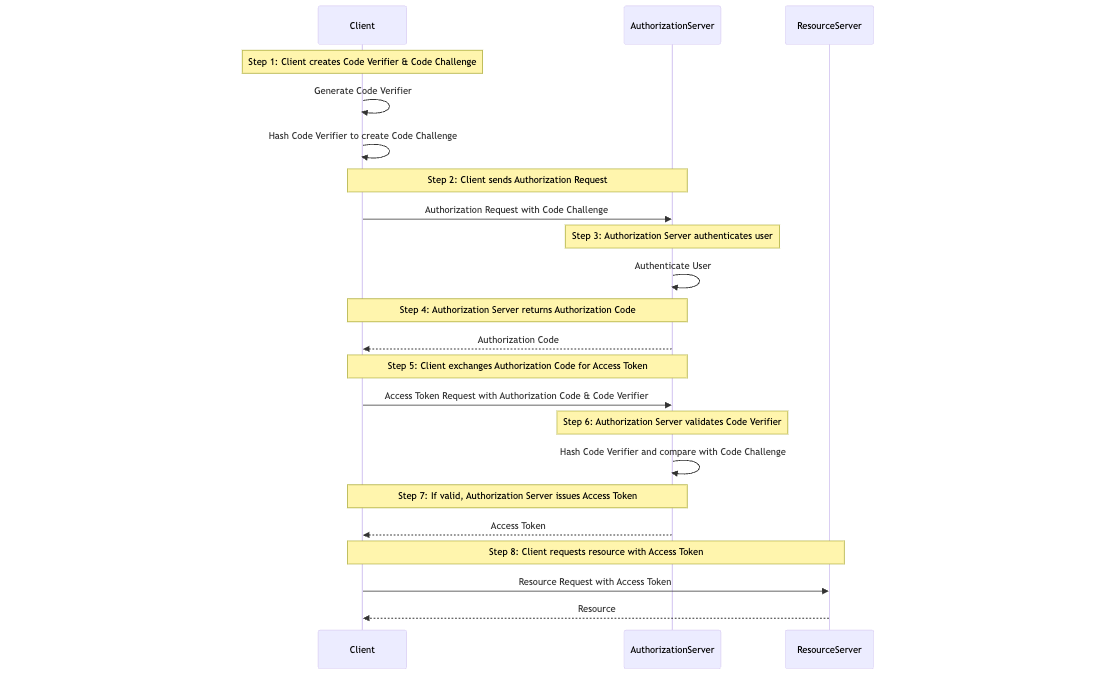 Client
AuthorizationServer
ResourceServer
Step 1: Client creates Code Verifier & Code Challenge
Generate Code Verifier
Hash Code Verifier to create Code Challenge
Step 2: Client sends Authorization Request
Authorization Request with Code Challenge
Step 3: Authorization Server authenticates user
Authenticate User
Step 4: Authorization Server returns Authorization Code
Authorization Code
Step 5: Client exchanges Authorization Code for Access Token
Access Token Request with Authorization Code & Code Verifier
Step 6: Authorization Server validates Code Verifier
Hash Code Verifier and compare with Code Challenge
Step 7: If valid, Authorization Server issues Access Token
Access Token
Step 8: Client requests resource with Access Token
Resource Request with Access Token
Resource
Client
AuthorizationServer
ResourceServer